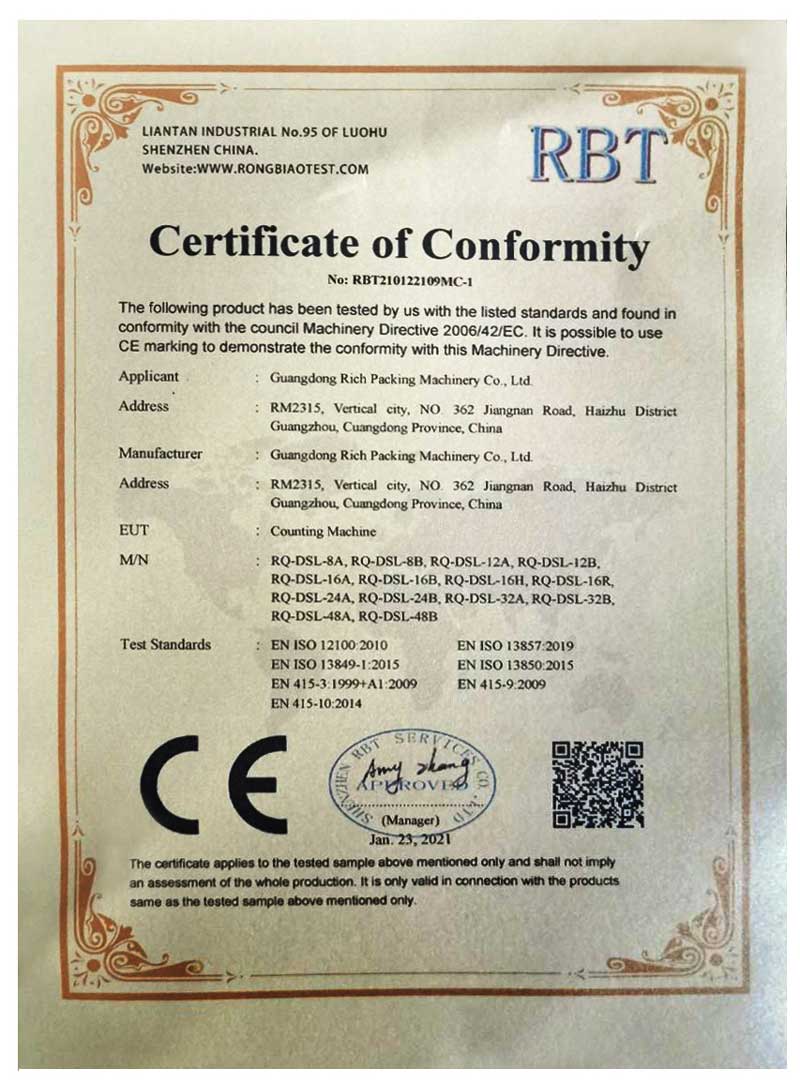 LIANTAN INDUSTRIAL No.95 OF LUOHU
SHENZHEN CHINA.
Website:WWW.RONGBIAOTEST.COM
RBT
Certificate of Conformity
No: RBT210122109MC-1
The following product has been tested by us with the listed standards and found in
conformity with the council Machinery Directive 2006/42/EC. It is possible to use
CE marking to demonstrate the conformity with this Machinery Directive.
Applicant : Guangdong Rich Packing Machinery Co., Ltd.
Address : RM2315, Vertical city, NO. 362 Jiangnan Road, Haizhu District
Guangzhou, Cuangdong Province, China
Manufacturer : Guangdong Rich Packing Machinery Co., Ltd.
Address : RM2315, Vertical city, NO. 362 Jiangnan Road, Haizhu District
Guangzhou, Cuangdong Province, China
EUT : Counting Machine
M/N : RQ-DSL-8A, RQ-DSL-8B, RQ-DSL-12A, RQ-DSL-12B,
RQ-DSL-16A, RQ-DSL-16B, RQ-DSL-16H, RQ-DSL-16R,
RQ-DSL-24A, RQ-DSL-24B, RQ-DSL-32A, RQ-DSL-32B,
RQ-DSL-48A, RQ-DSL-48B
Test Standards : EN ISO 12100:2010 EN ISO 13857:2019
EN ISO 13849-1:2015 EN ISO 13850:2015
EN 415-3:1999+A1:2009 EN 415-9:2009
EN 415-10:2014
CE
SHENZHEN RBT SERVICES CO. LTD
Amy zhang
APPROVED
(Manager)
Jan. 23, 2021
The certificate applies to the tested sample above mentioned only and shall not imply
an assessment of the whole production. It is only valid in connection with the products
same as the tested sample above mentioned only.